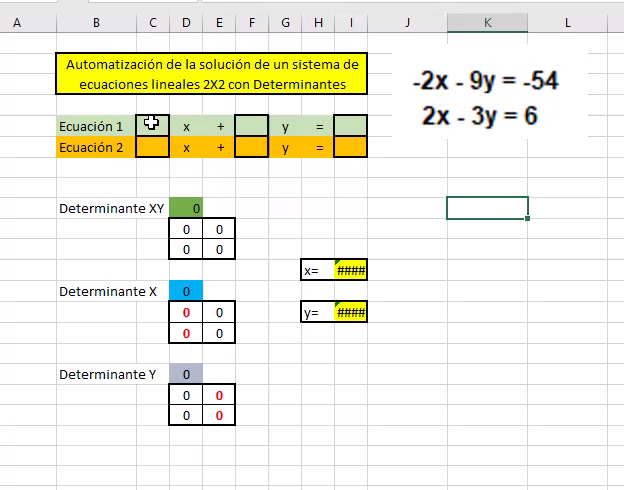 A B C D E F G H I J K L
Automatización de la solución de un sistema de
ecuaciones lineales 2X2 con Determinantes
-2x - 9y = -54
2x - 3y = 6
Ecuación 1 x + y =
Ecuación 2 x + y =
Determinante XY 0
0 0
0 0
x= ####
Determinante X 0
0 0
y= ####
0 0
Determinante Y 0
0 0
0 0